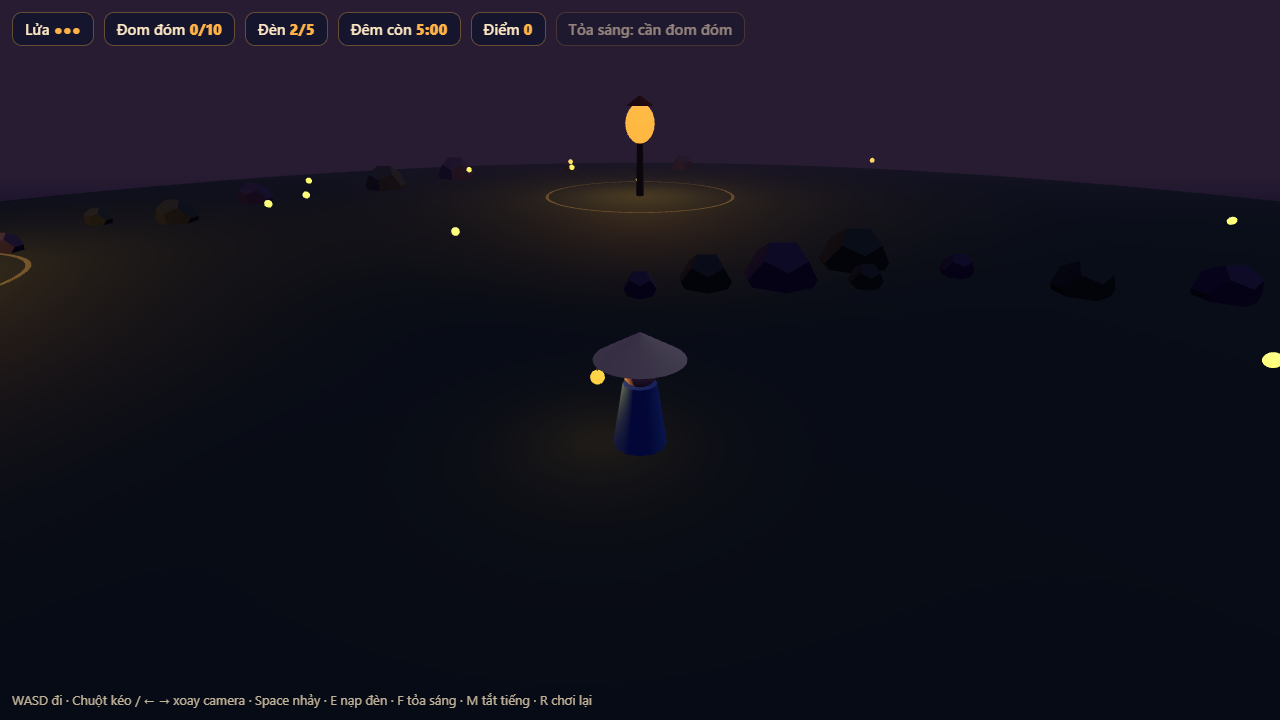 Lửa ●●●
Đom đóm 0/10
Đèn 2/5
Đêm còn 5:00
Điểm 0
Tỏa sáng: cần đom đóm
WASD đi · Chuột kéo / ← → xoay camera · Space nhảy · E nạp đèn · F tỏa sáng · M tắt tiếng · R chơi lại